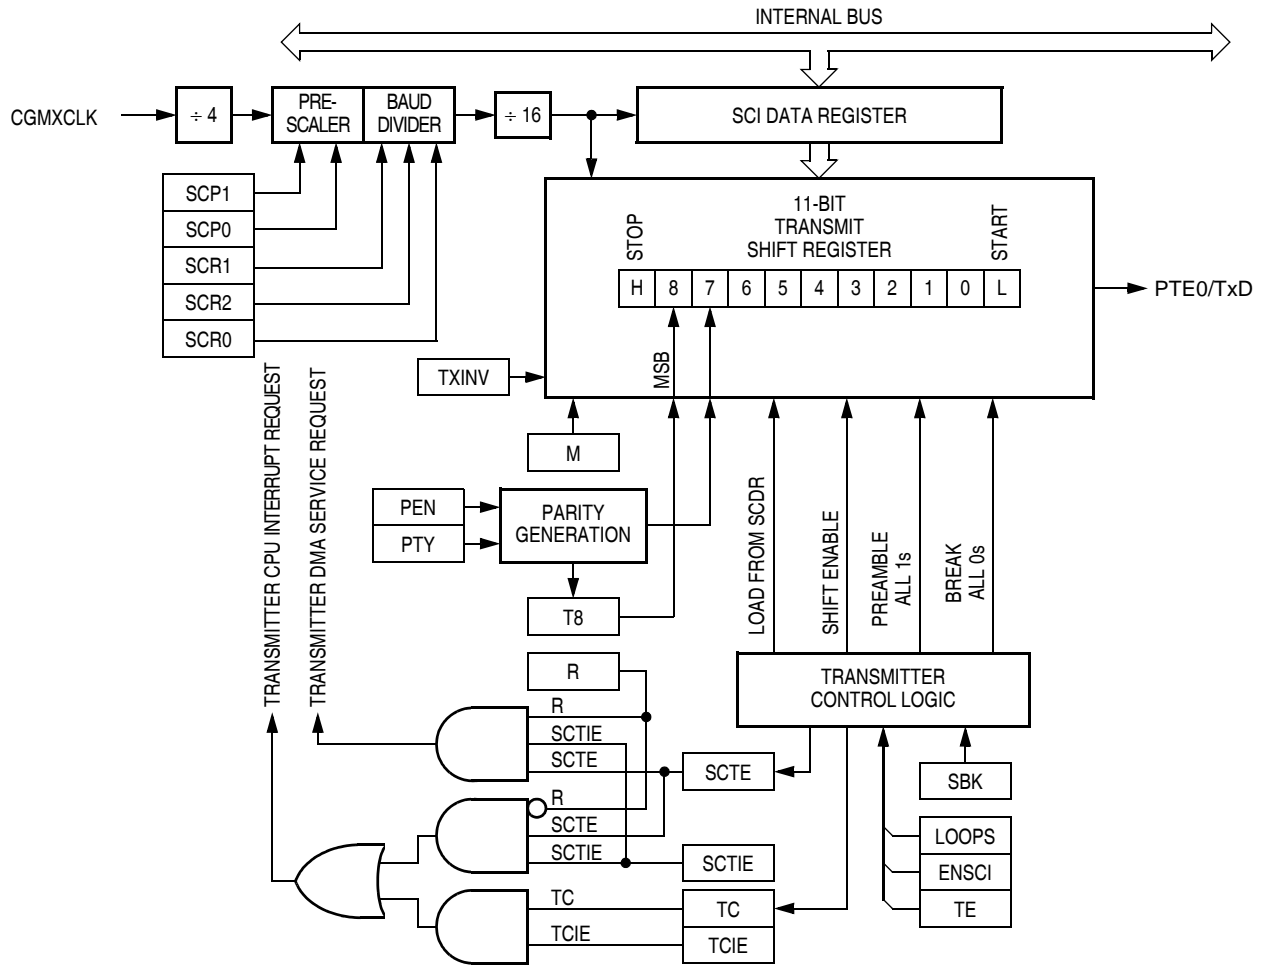 INTERNAL BUS
CGMXCLK
÷ 4
PRE-
SCALER
BAUD
DIVIDER
÷ 16
SCI DATA REGISTER
SCP1
SCP0
SCR1
SCR2
SCR0
11-BIT
TRANSMIT
SHIFT REGISTER
STOP
START
H 8 7 6 5 4 3 2 1 0 L
PTE0/TxD
MSB
TXINV
M
PEN
PTY
PARITY
GENERATION
T8
TRANSMITTER CPU INTERRUPT REQUEST
TRANSMITTER DMA SERVICE REQUEST
LOAD FROM SCDR
SHIFT ENABLE
PREAMBLE
ALL 1s
BREAK
ALL 0s
TRANSMITTER
CONTROL LOGIC
R
R
SCTIE
SCTE
SCTE
SBK
R
SCTE
SCTIE
SCTIE
LOOPS
ENSCI
TE
TC
TC
TCIE
TCIE